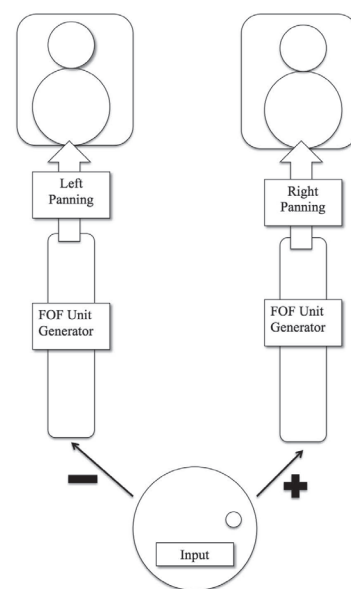 Left
Panning
Right
Panning
FOF Unit
Generator
FOF Unit
Generator
Input